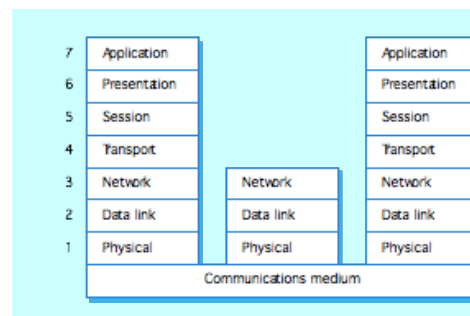 7 Application Application
6 Presentation Presentation
5 Session Session
4 Transport Transport
3 Network Network Network
2 Data link Data link Data link
1 Physical Physical Physical
Communications medium